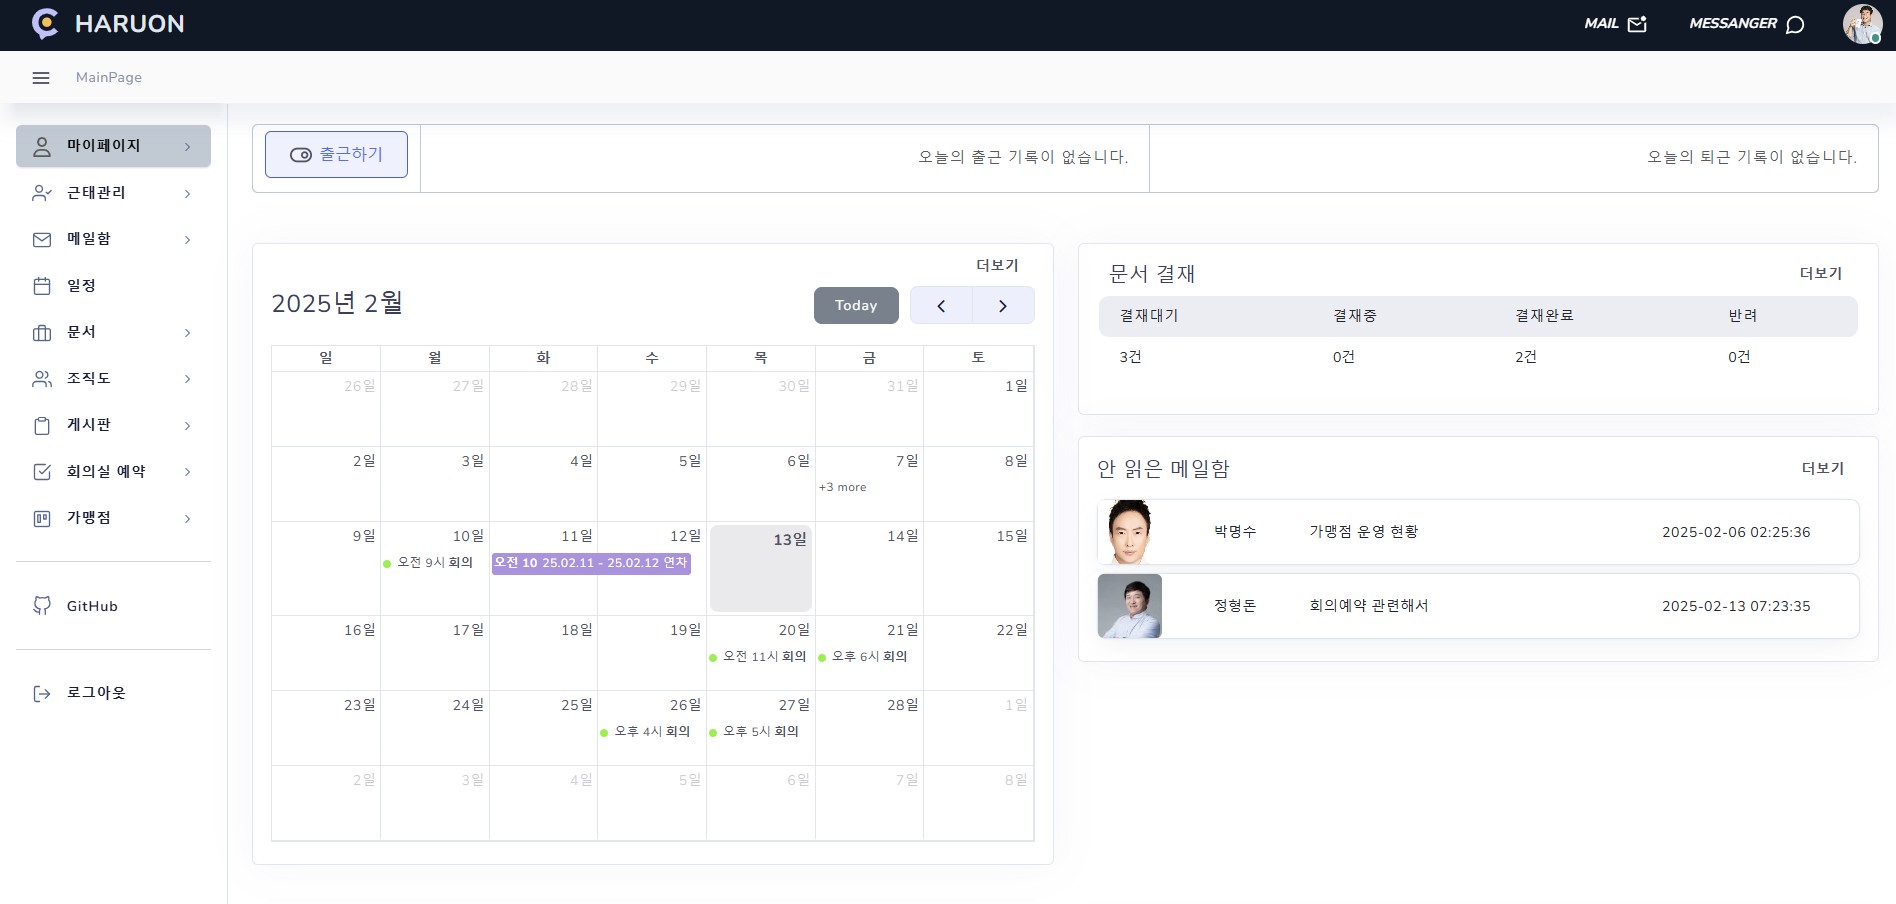 HARUON
MAIL
MESSANGER
MainPage
마이페이지
근태관리
메일함
일정
문서
조직도
게시판
회의실 예약
가맹점
GitHub
로그아웃
출근하기
오늘의 출근 기록이 없습니다.
오늘의 퇴근 기록이 없습니다.
더보기
2025년 2월
Today
일 월 화 수 목 금 토
26일 27일 28일 29일 30일 31일 1일
2일 3일 4일 5일 6일 7일 8일
+3 more
9일 10일 11일 12일 13일 14일 15일
오전 9시 회의
오전 10 25.02.11 - 25.02.12 연차
16일 17일 18일 19일 20일 21일 22일
오전 11시 회의
오후 6시 회의
23일 24일 25일 26일 27일 28일 1일
오후 4시 회의
오후 5시 회의
2일 3일 4일 5일 6일 7일 8일
문서 결재
더보기
결재대기 결재중 결재완료 반려
3건 0건 2건 0건
안 읽은 메일함
더보기
박명수 가맹점 운영 현황 2025-02-06 02:25:36
정형돈 회의예약 관련해서 2025-02-13 07:23:35